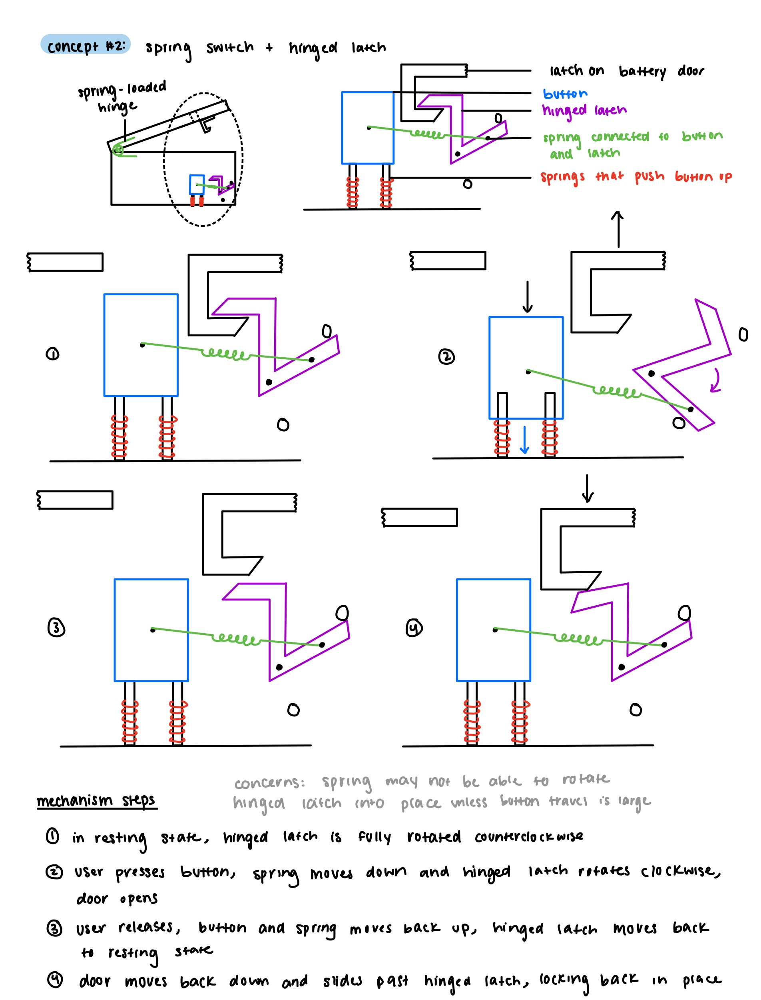 concept #2: spring switch + hinged latch
spring-loaded
hinge
latch on battery door
button
hinged latch
spring connected to button
and latch
springs that push button up
①
②
③
④
concerns: spring may not be able to rotate
hinged latch into place unless button travel is large
mechanism steps
① in resting state, hinged latch is fully rotated counterclockwise
② user presses button, spring moves down and hinged latch rotates clockwise,
door opens
③ user releases, button and spring moves back up, hinged latch moves back
to resting state
④ door moves back down and slides past hinged latch, locking back in place